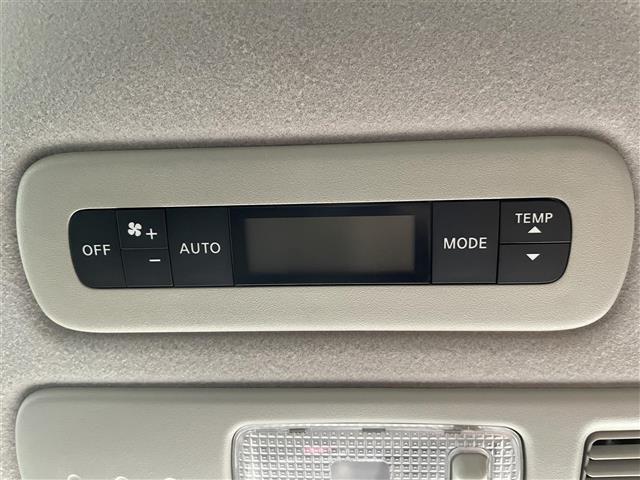 OFF
+
-
AUTO
MODE
TEMP